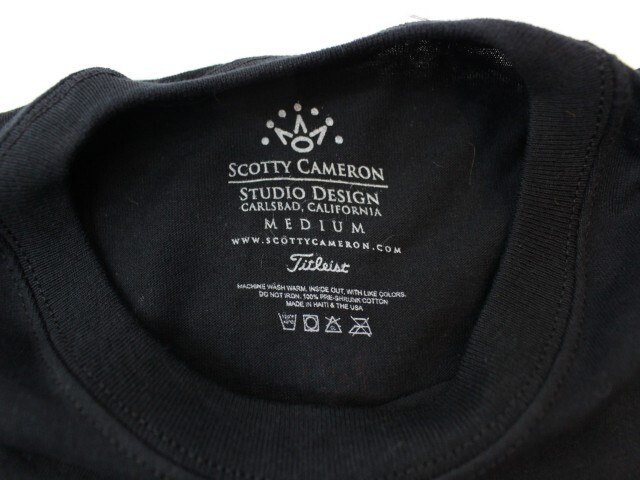 SCOTTY CAMERON
STUDIO DESIGN
CARLSBAD, CALIFORNIA
MEDIUM
WWW.SCOTTYCAMERON.COM
Titleist
MACHINE WASH WARM, INSIDE OUT, WITH LIKE COLORS.
DO NOT IRON. 100% PRE-SHRUNK COTTON
MADE IN HAITI & THE USA